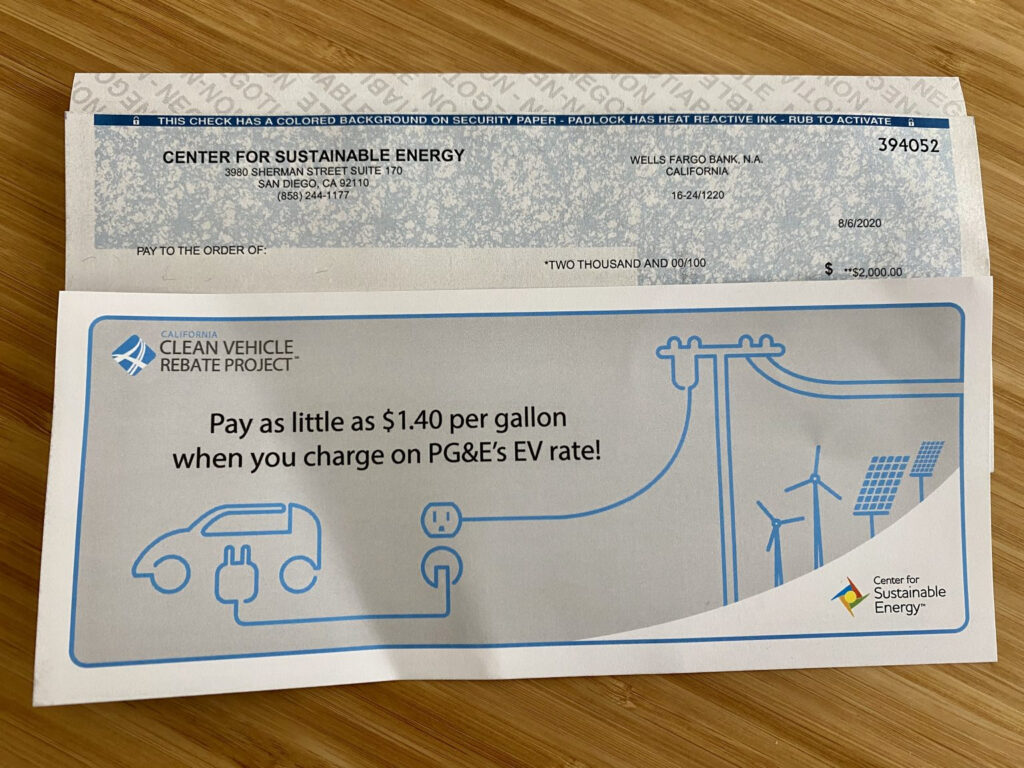 NON-NEGOTIABLE
THIS CHECK HAS A COLORED BACKGROUND ON SECURITY PAPER - PADLOCK HAS HEAT REACTIVE INK - RUB TO ACTIVATE
394052
CENTER FOR SUSTAINABLE ENERGY
3980 SHERMAN STREET SUITE 170
SAN DIEGO, CA 92110
(858) 244-1177
WELLS FARGO BANK, N.A.
CALIFORNIA
16-24/1220
8/6/2020
PAY TO THE ORDER OF:
*TWO THOUSAND AND 00/100
$ **$2,000.00
CALIFORNIA
CLEAN VEHICLE
REBATE PROJECT™
Pay as little as $1.40 per gallon
when you charge on PG&E's EV rate!
Center for
Sustainable
Energy™